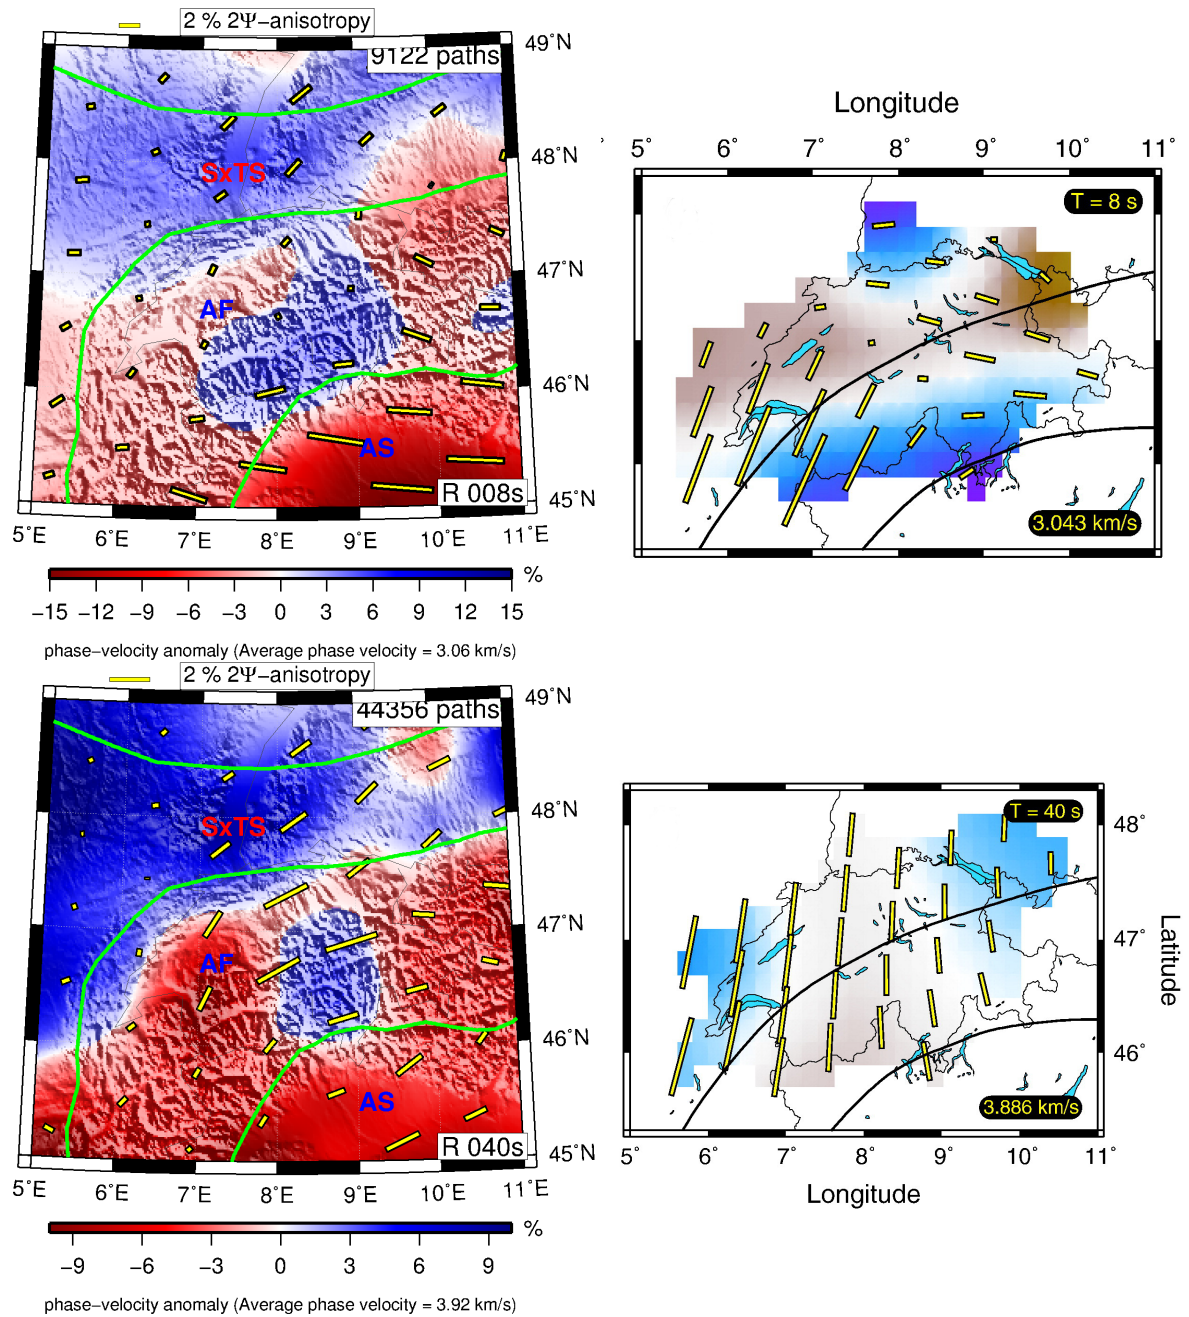 2 % 2Ψ−anisotropy
9122 paths
49°N
48°N
47°N
46°N
45°N
SxTS
AF
AS
R 008s
5°E 6°E 7°E 8°E 9°E 10°E 11°E
%
−15 −12 −9 −6 −3 0 3 6 9 12 15
phase−velocity anomaly (Average phase velocity = 3.06 km/s)
Longitude
5° 6° 7° 8° 9° 10° 11°
T = 8 s
3.043 km/s
2 % 2Ψ−anisotropy
44356 paths
49°N
48°N
47°N
46°N
45°N
SxTS
AF
AS
R 040s
5°E 6°E 7°E 8°E 9°E 10°E 11°E
%
−9 −6 −3 0 3 6 9
phase−velocity anomaly (Average phase velocity = 3.92 km/s)
T = 40 s
48°
47°
46°
Latitude
3.886 km/s
5° 6° 7° 8° 9° 10° 11°
Longitude